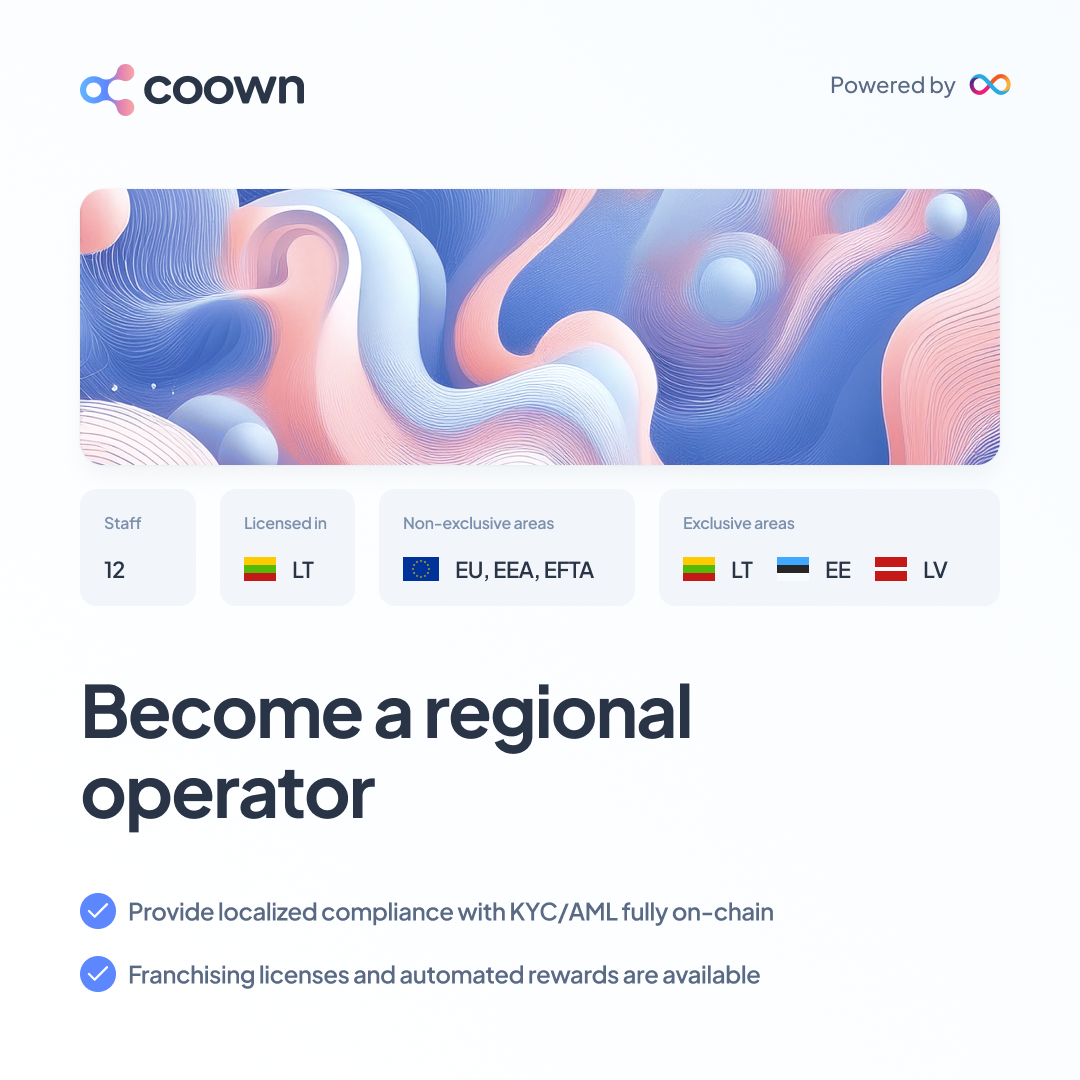 coown
Powered by
Staff
12
Licensed in
LT
Non-exclusive areas
EU, EEA, EFTA
Exclusive areas
LT EE LV
Become a regional
operator
Provide localized compliance with KYC/AML fully on-chain
Franchising licenses and automated rewards are available